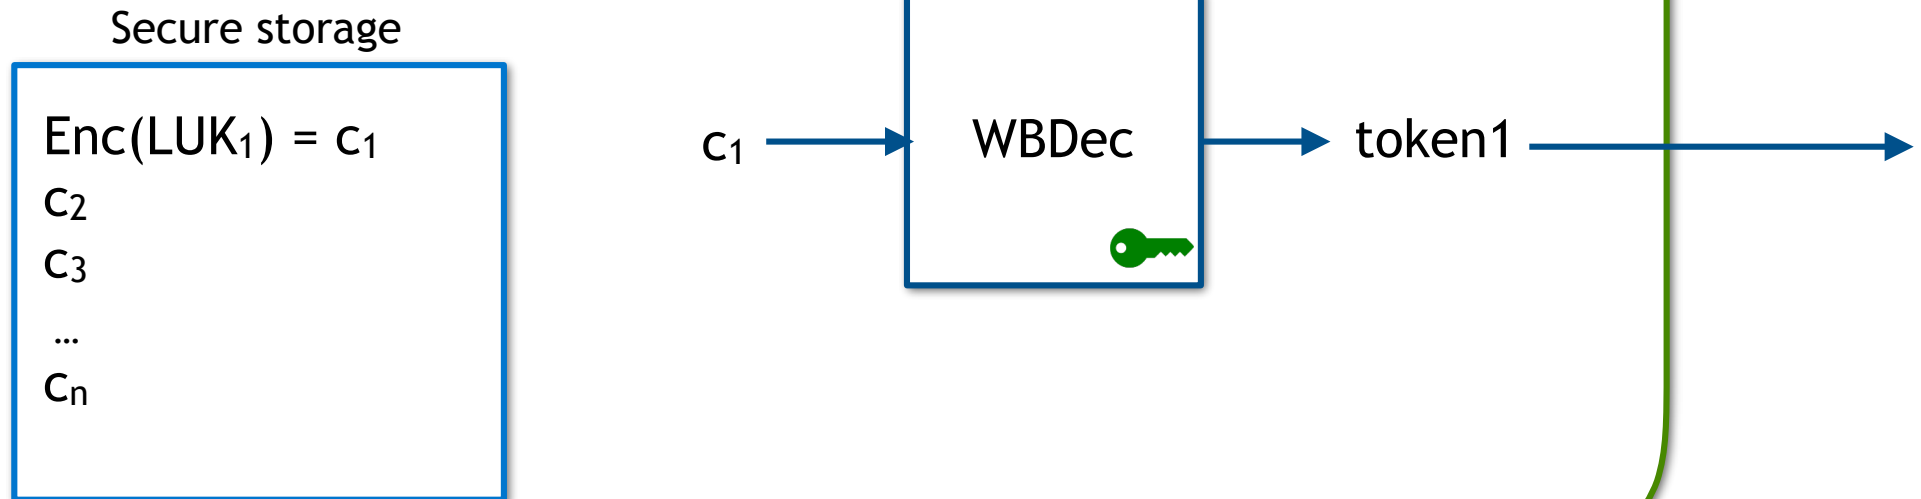 Secure storage
Enc(LUK₁) = c₁
c₂
c₃
...
cₙ
c₁
WBDec
token1